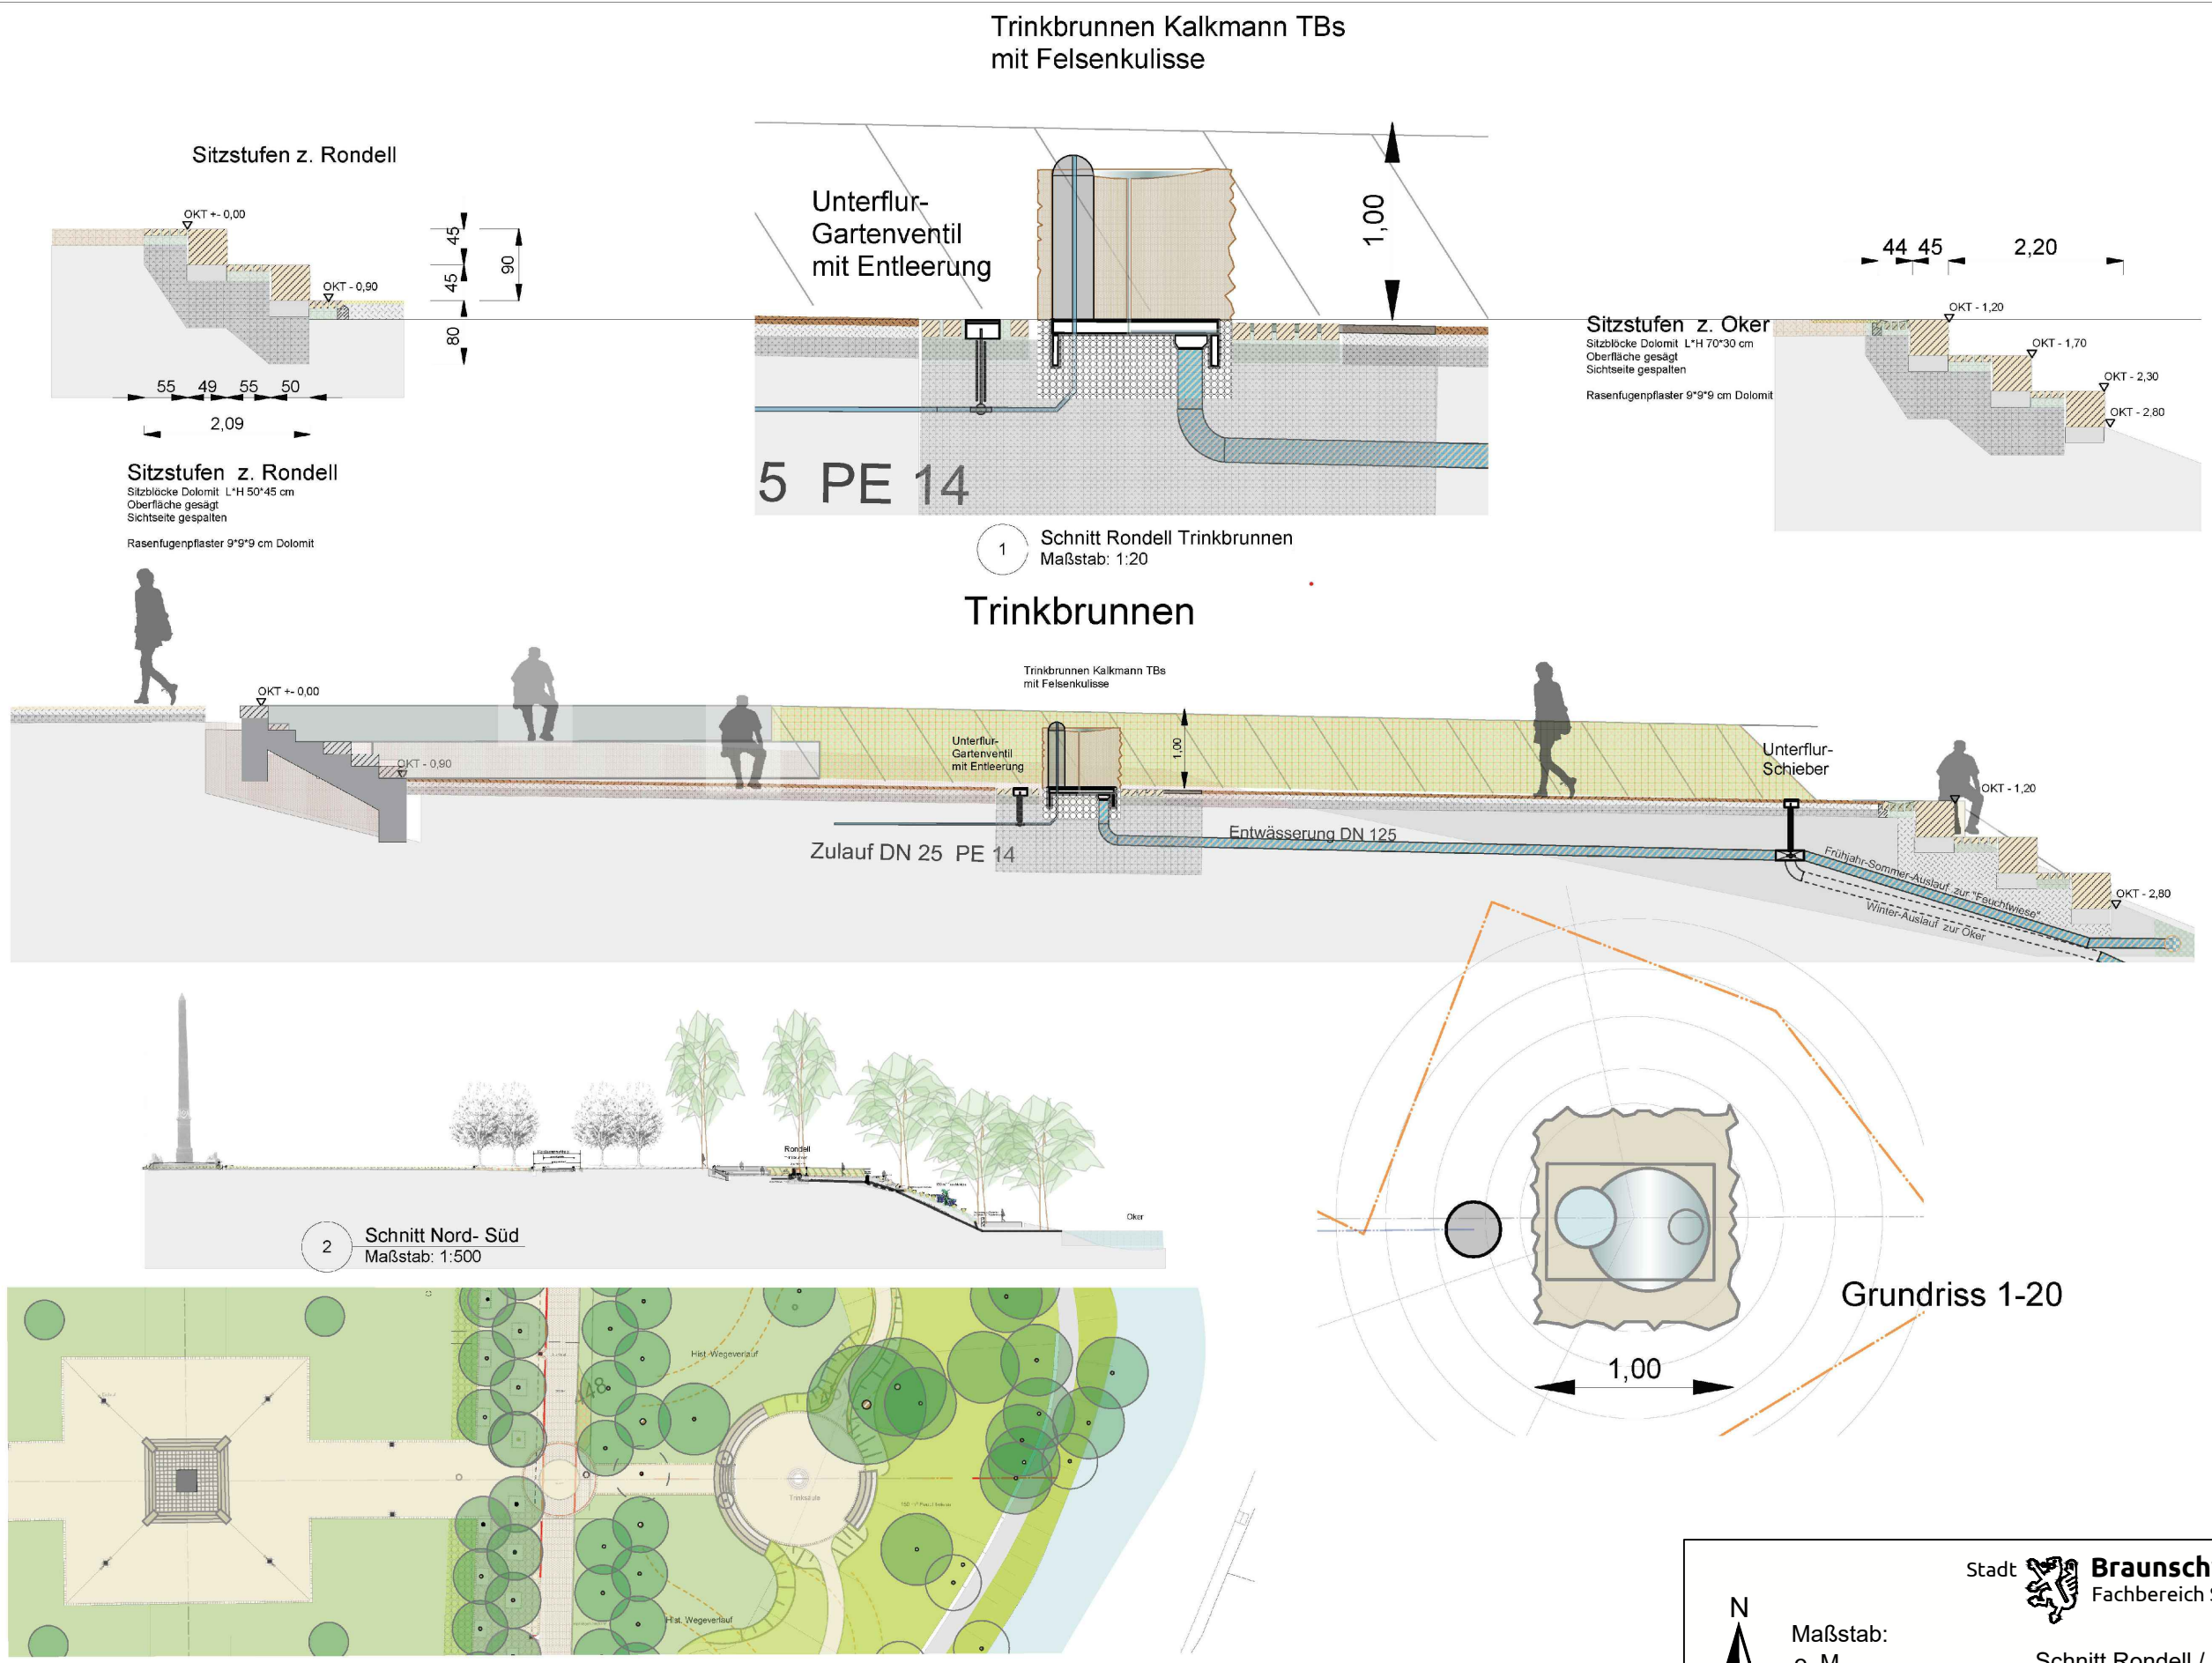 Trinkbrunnen Kalkmann TBs
mit Felsenkulisse
Sitzstufen z. Rondell
OKT +- 0,00
OKT - 0,90
45
45
90
80
55 49 55 50
2,09
Sitzstufen z. Rondell
Sitzblöcke Dolomit L*H 50*45 cm
Oberfläche gesägt
Sichtseite gespalten
Rasenfugenpflaster 9*9*9 cm Dolomit
Unterflur-
Gartenventil
mit Entleerung
1,00
5 PE 14
1
Schnitt Rondell Trinkbrunnen
Maßstab: 1:20
44 45 2,20
Sitzstufen z. Oker
Sitzblöcke Dolomit L*H 70*30 cm
Oberfläche gesägt
Sichtseite gespalten
Rasenfugenpflaster 9*9*9 cm Dolomit
OKT - 1,20
OKT - 1,70
OKT - 2,30
OKT - 2,80
Trinkbrunnen
Trinkbrunnen Kalkmann TBs
mit Felsenkulisse
OKT +- 0,00
OKT - 0,90
Unterflur-
Gartenventil
mit Entleerung
1,00
Unterflur-
Schieber
OKT - 1,20
OKT - 2,80
Zulauf DN 25 PE 14
Entwässerung DN 125
Frühjahr-Sommer-Auslauf zur "Feuchtwiese"
Winter-Auslauf zur Oker
Rondell
Oker
2
Schnitt Nord- Süd
Maßstab: 1:500
Grundriss 1-20
1,00
Hist. Wegeverlauf
48
Trinksäule
Hist. Wegeverlauf
Stadt Braunsch
Fachbereich S
N
Maßstab:
o. M.
Schnitt Rondell /